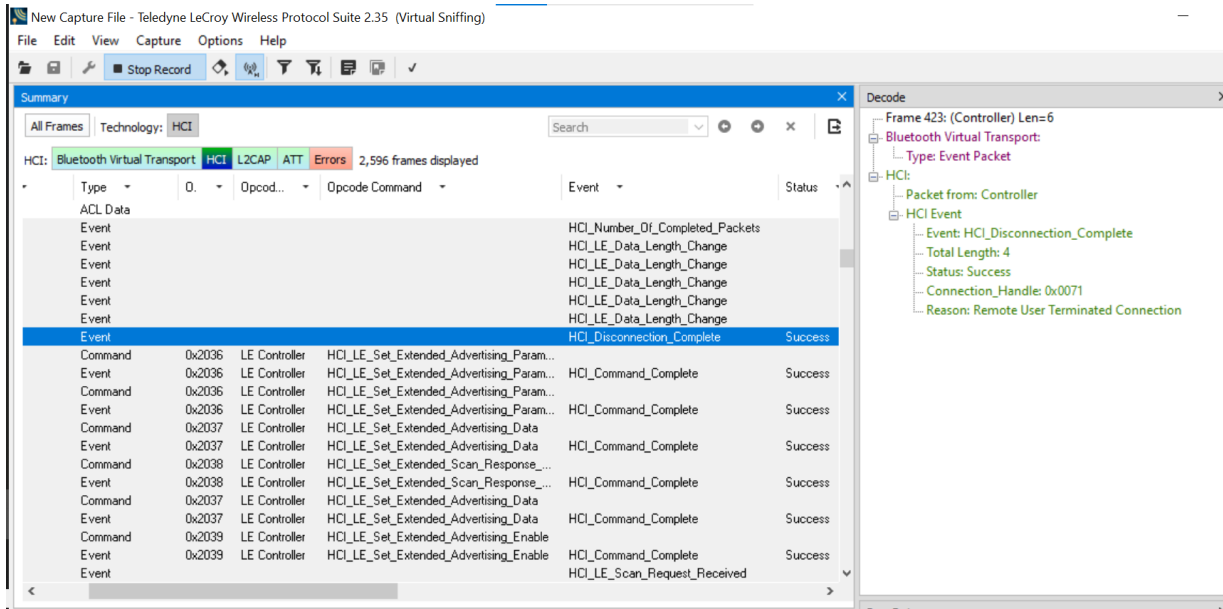 New Capture File - Teledyne LeCroy Wireless Protocol Suite 2.35 (Virtual Sniffing)
File Edit View Capture Options Help
Stop Record
Summary
All Frames Technology: HCI Search
HCI: Bluetooth Virtual Transport HCI L2CAP ATT Errors 2,596 frames displayed
Type O. Opcod... Opcode Command Event Status
ACL Data
Event HCI_Number_Of_Completed_Packets
Event HCI_LE_Data_Length_Change
Event HCI_LE_Data_Length_Change
Event HCI_LE_Data_Length_Change
Event HCI_LE_Data_Length_Change
Event HCI_LE_Data_Length_Change
Event HCI_Disconnection_Complete Success
Command 0x2036 LE Controller HCI_LE_Set_Extended_Advertising_Param...
Event 0x2036 LE Controller HCI_LE_Set_Extended_Advertising_Param... HCI_Command_Complete Success
Command 0x2036 LE Controller HCI_LE_Set_Extended_Advertising_Param...
Event 0x2036 LE Controller HCI_LE_Set_Extended_Advertising_Param... HCI_Command_Complete Success
Command 0x2037 LE Controller HCI_LE_Set_Extended_Advertising_Data
Event 0x2037 LE Controller HCI_LE_Set_Extended_Advertising_Data HCI_Command_Complete Success
Command 0x2038 LE Controller HCI_LE_Set_Extended_Scan_Response_...
Event 0x2038 LE Controller HCI_LE_Set_Extended_Scan_Response_... HCI_Command_Complete Success
Command 0x2037 LE Controller HCI_LE_Set_Extended_Advertising_Data
Event 0x2037 LE Controller HCI_LE_Set_Extended_Advertising_Data HCI_Command_Complete Success
Command 0x2039 LE Controller HCI_LE_Set_Extended_Advertising_Enable
Event 0x2039 LE Controller HCI_LE_Set_Extended_Advertising_Enable HCI_Command_Complete Success
Event HCI_LE_Scan_Request_Received
Decode
Frame 423: (Controller) Len=6
Bluetooth Virtual Transport:
Type: Event Packet
HCI:
Packet from: Controller
HCI Event
Event: HCI_Disconnection_Complete
Total Length: 4
Status: Success
Connection_Handle: 0x0071
Reason: Remote User Terminated Connection